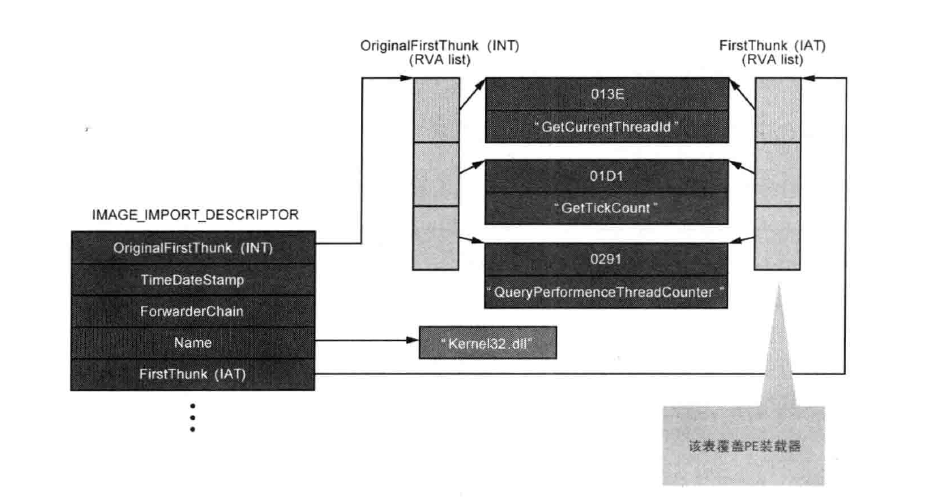 OriginalFirstThunk (INT)
(RVA list)
FirstThunk (IAT)
(RVA list)
013E
"GetCurrentThreadId"
01D1
"GetTickCount"
0291
"QueryPerformenceThreadCounter"
IMAGE_IMPORT_DESCRIPTOR
OriginalFirstThunk (INT)
TimeDateStamp
ForwarderChain
Name
"Kernel32.dll"
FirstThunk (IAT)
该表覆盖PE装载器